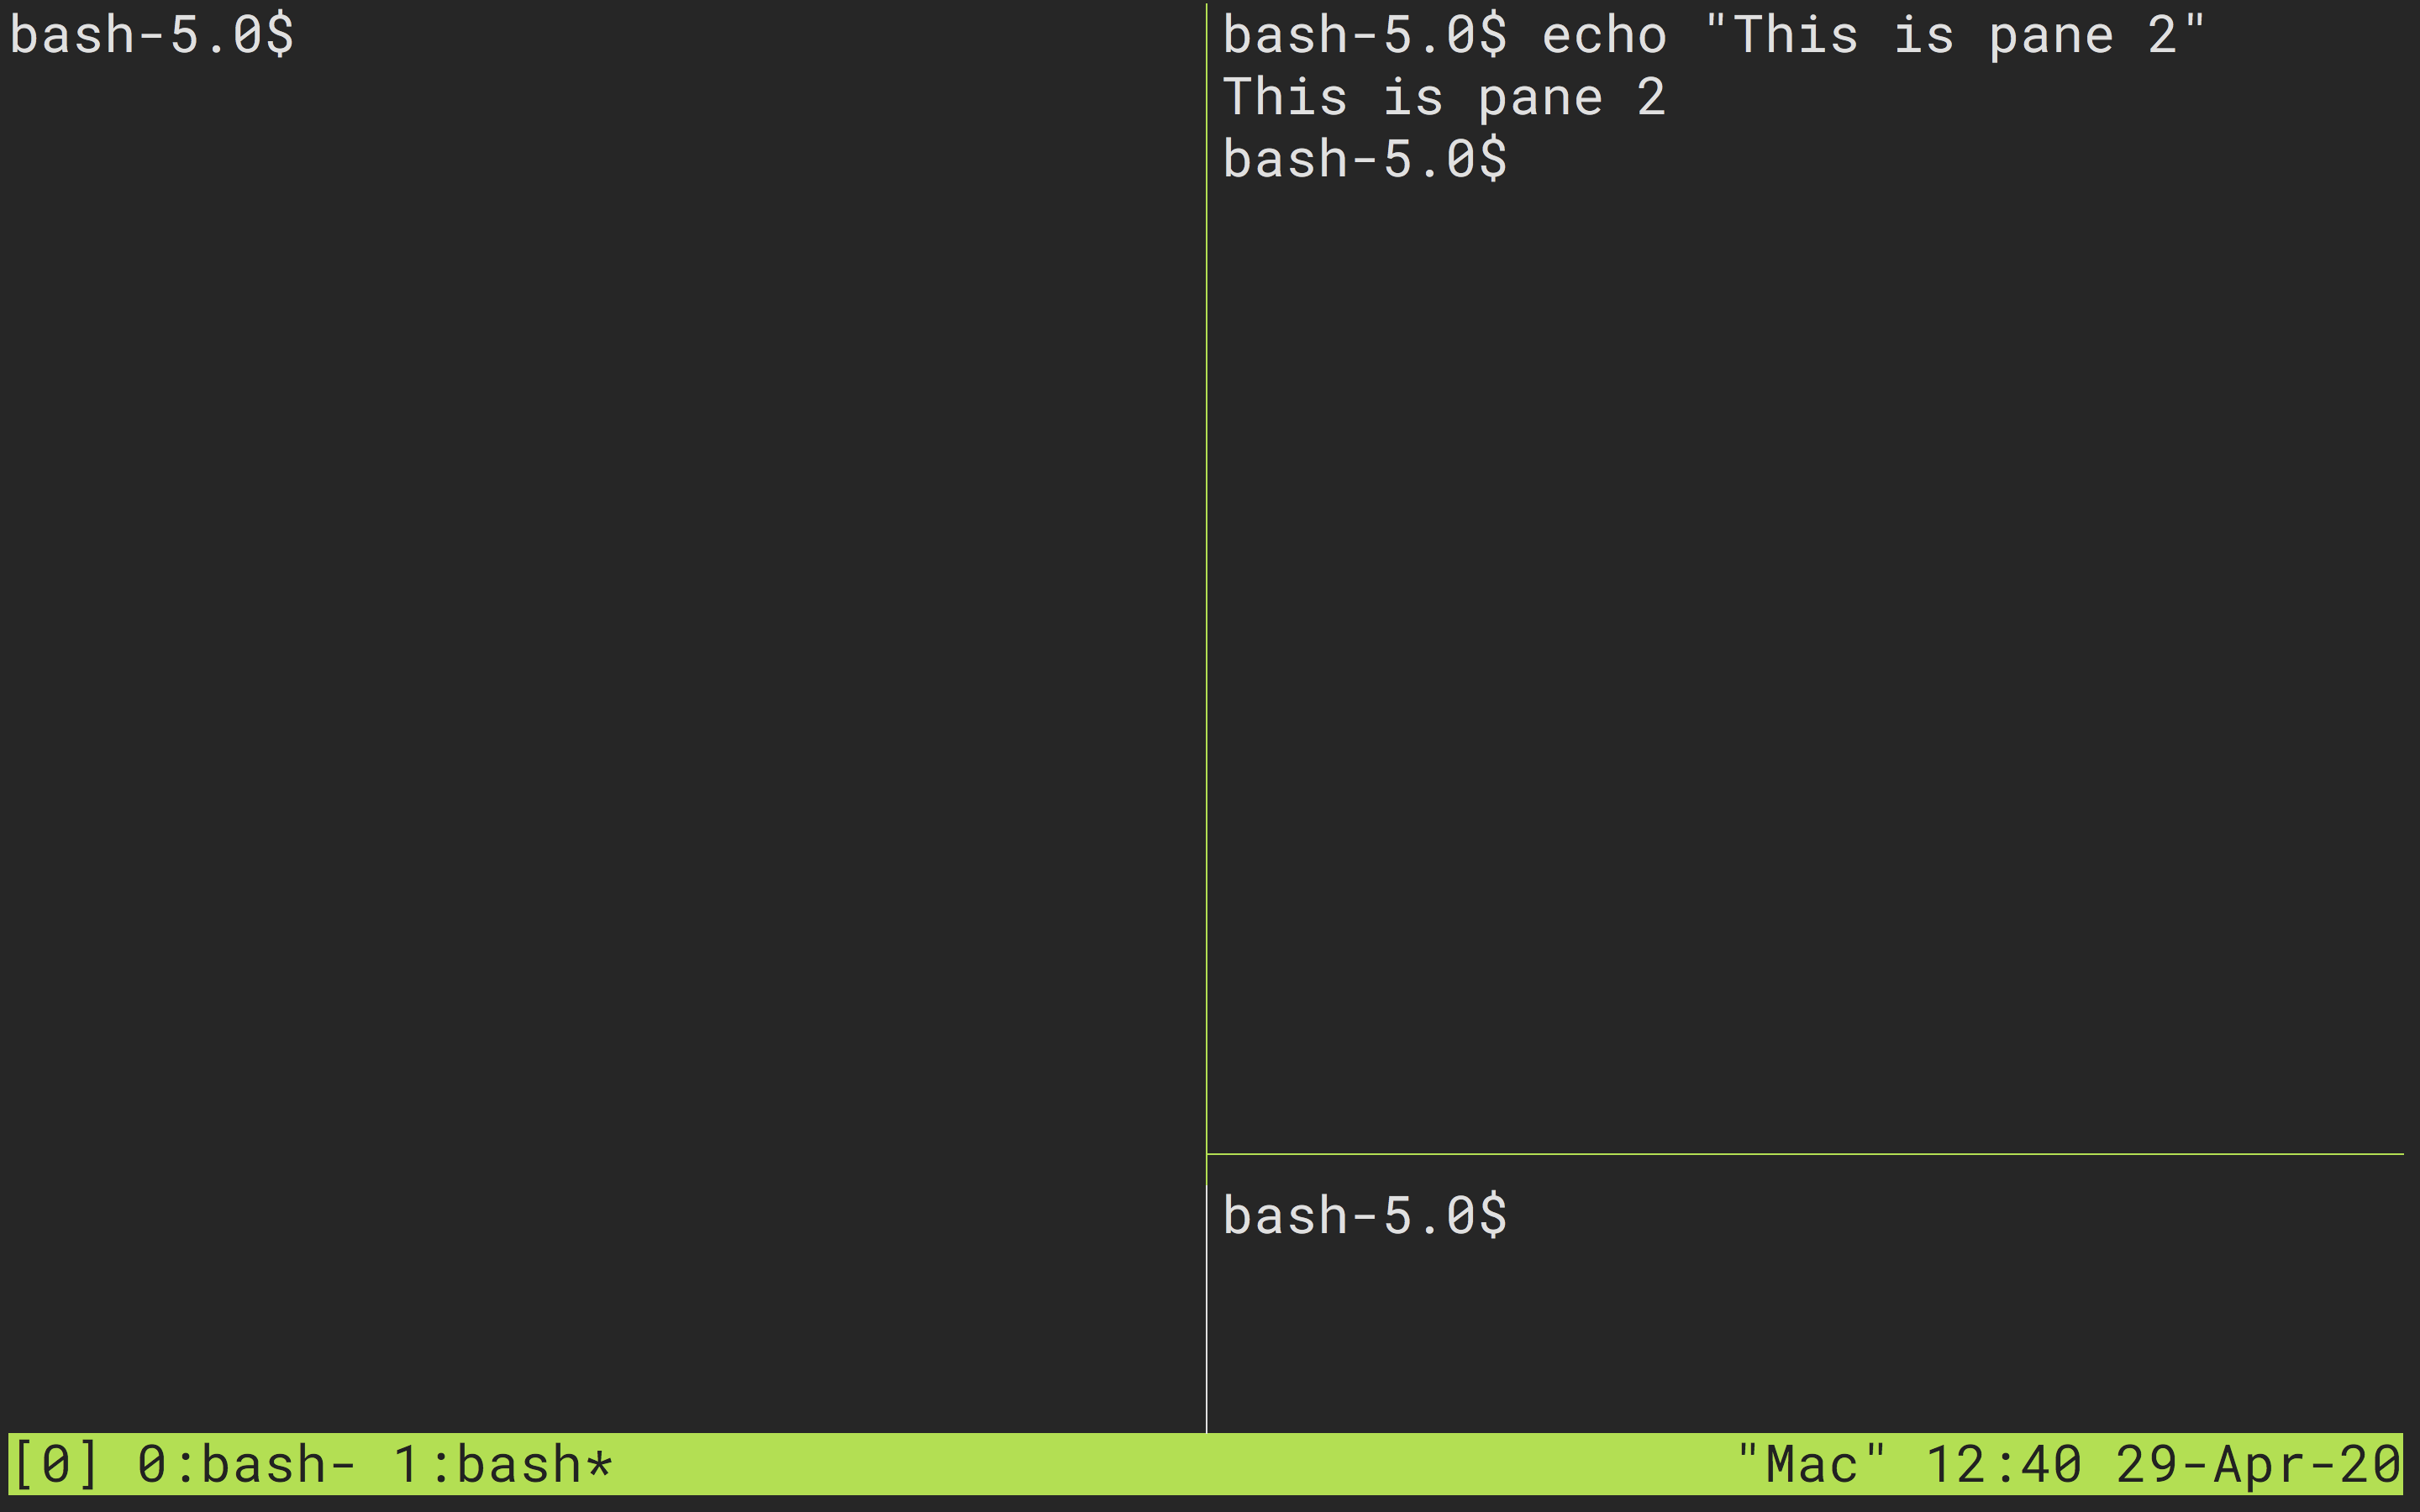 bash-5.0$
bash-5.0$ echo "This is pane 2"
This is pane 2
bash-5.0$
bash-5.0$
[0] 0:bash- 1:bash* "Mac" 12:40 29-Apr-20